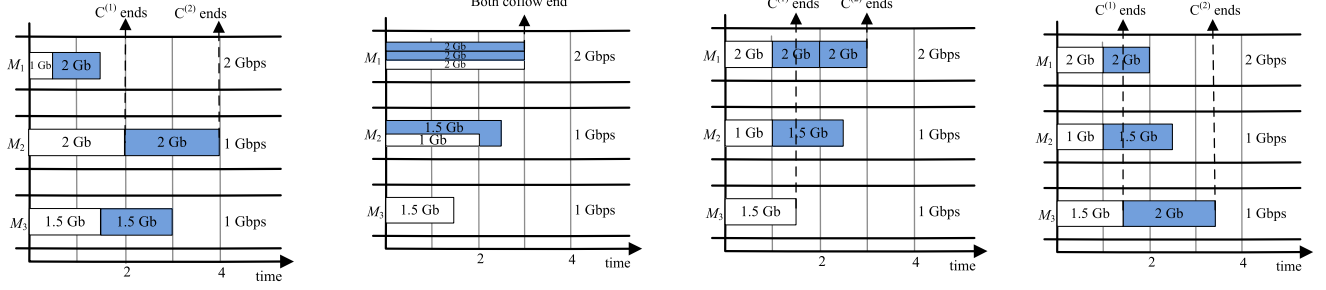 C(1) ends C(2) ends
M1 1 Gb 2 Gb 2 Gbps
M2 2 Gb 2 Gb 1 Gbps
M3 1.5 Gb 1.5 Gb 1 Gbps
2 4
time
Both coflow end
2 Gb
M1 2 Gb 2 Gbps
2 Gb
M2 1.5 Gb 1 Gbps
1 Gb
M3 1.5 Gb 1 Gbps
2 4
time
C(1) ends C(2) ends
M1 2 Gb 2 Gb 2 Gb 2 Gbps
M2 1 Gb 1.5 Gb 1 Gbps
M3 1.5 Gb 1 Gbps
2 4
time
C(1) ends C(2) ends
M1 2 Gb 2 Gb 2 Gbps
M2 1 Gb 1.5 Gb 1 Gbps
M3 1.5 Gb 2 Gb 1 Gbps
2 4
time